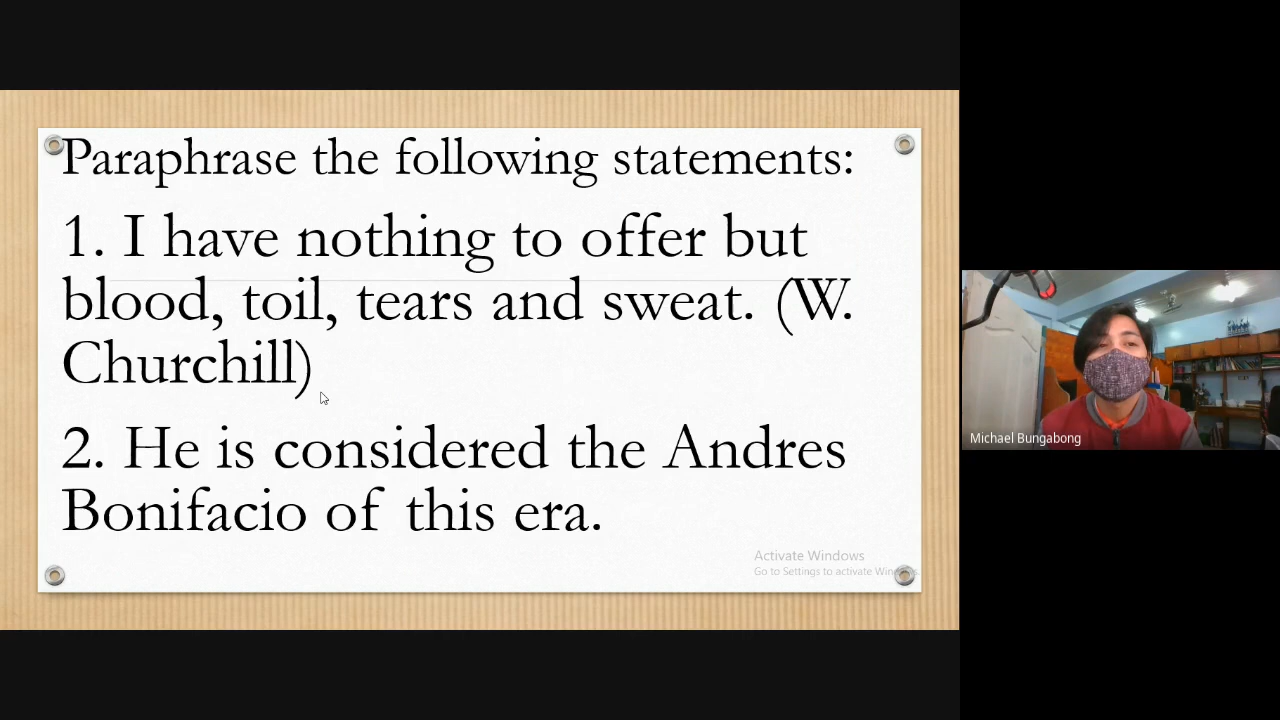 Paraphrase the following statements:
1. I have nothing to offer but
blood, toil, tears and sweat. (W.
Churchill)
2. He is considered the Andres
Bonifacio of this era.
Activate Windows
Go to Settings to activate Windows.
Michael Bungabong